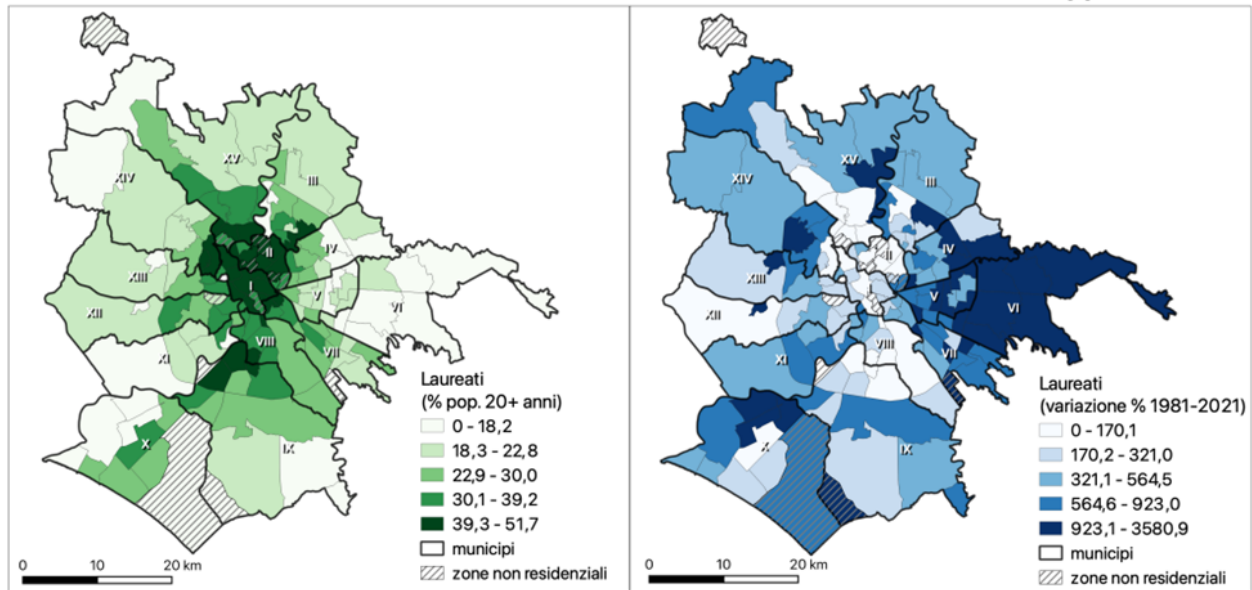 XV
III
XIV
IV
II
XIII
I
V
VI
XII
VIII
VII
XI
X
IX
Laureati
(% pop. 20+ anni)
0 - 18,2
18,3 - 22,8
22,9 - 30,0
30,1 - 39,2
39,3 - 51,7
municipi
zone non residenziali
0 10 20 km
XV
III
XIV
IV
II
XIII
I
V
VI
XII
VIII
VII
XI
X
IX
Laureati
(variazione % 1981-2021)
0 - 170,1
170,2 - 321,0
321,1 - 564,5
564,6 - 923,0
923,1 - 3580,9
municipi
zone non residenziali
0 10 20 km